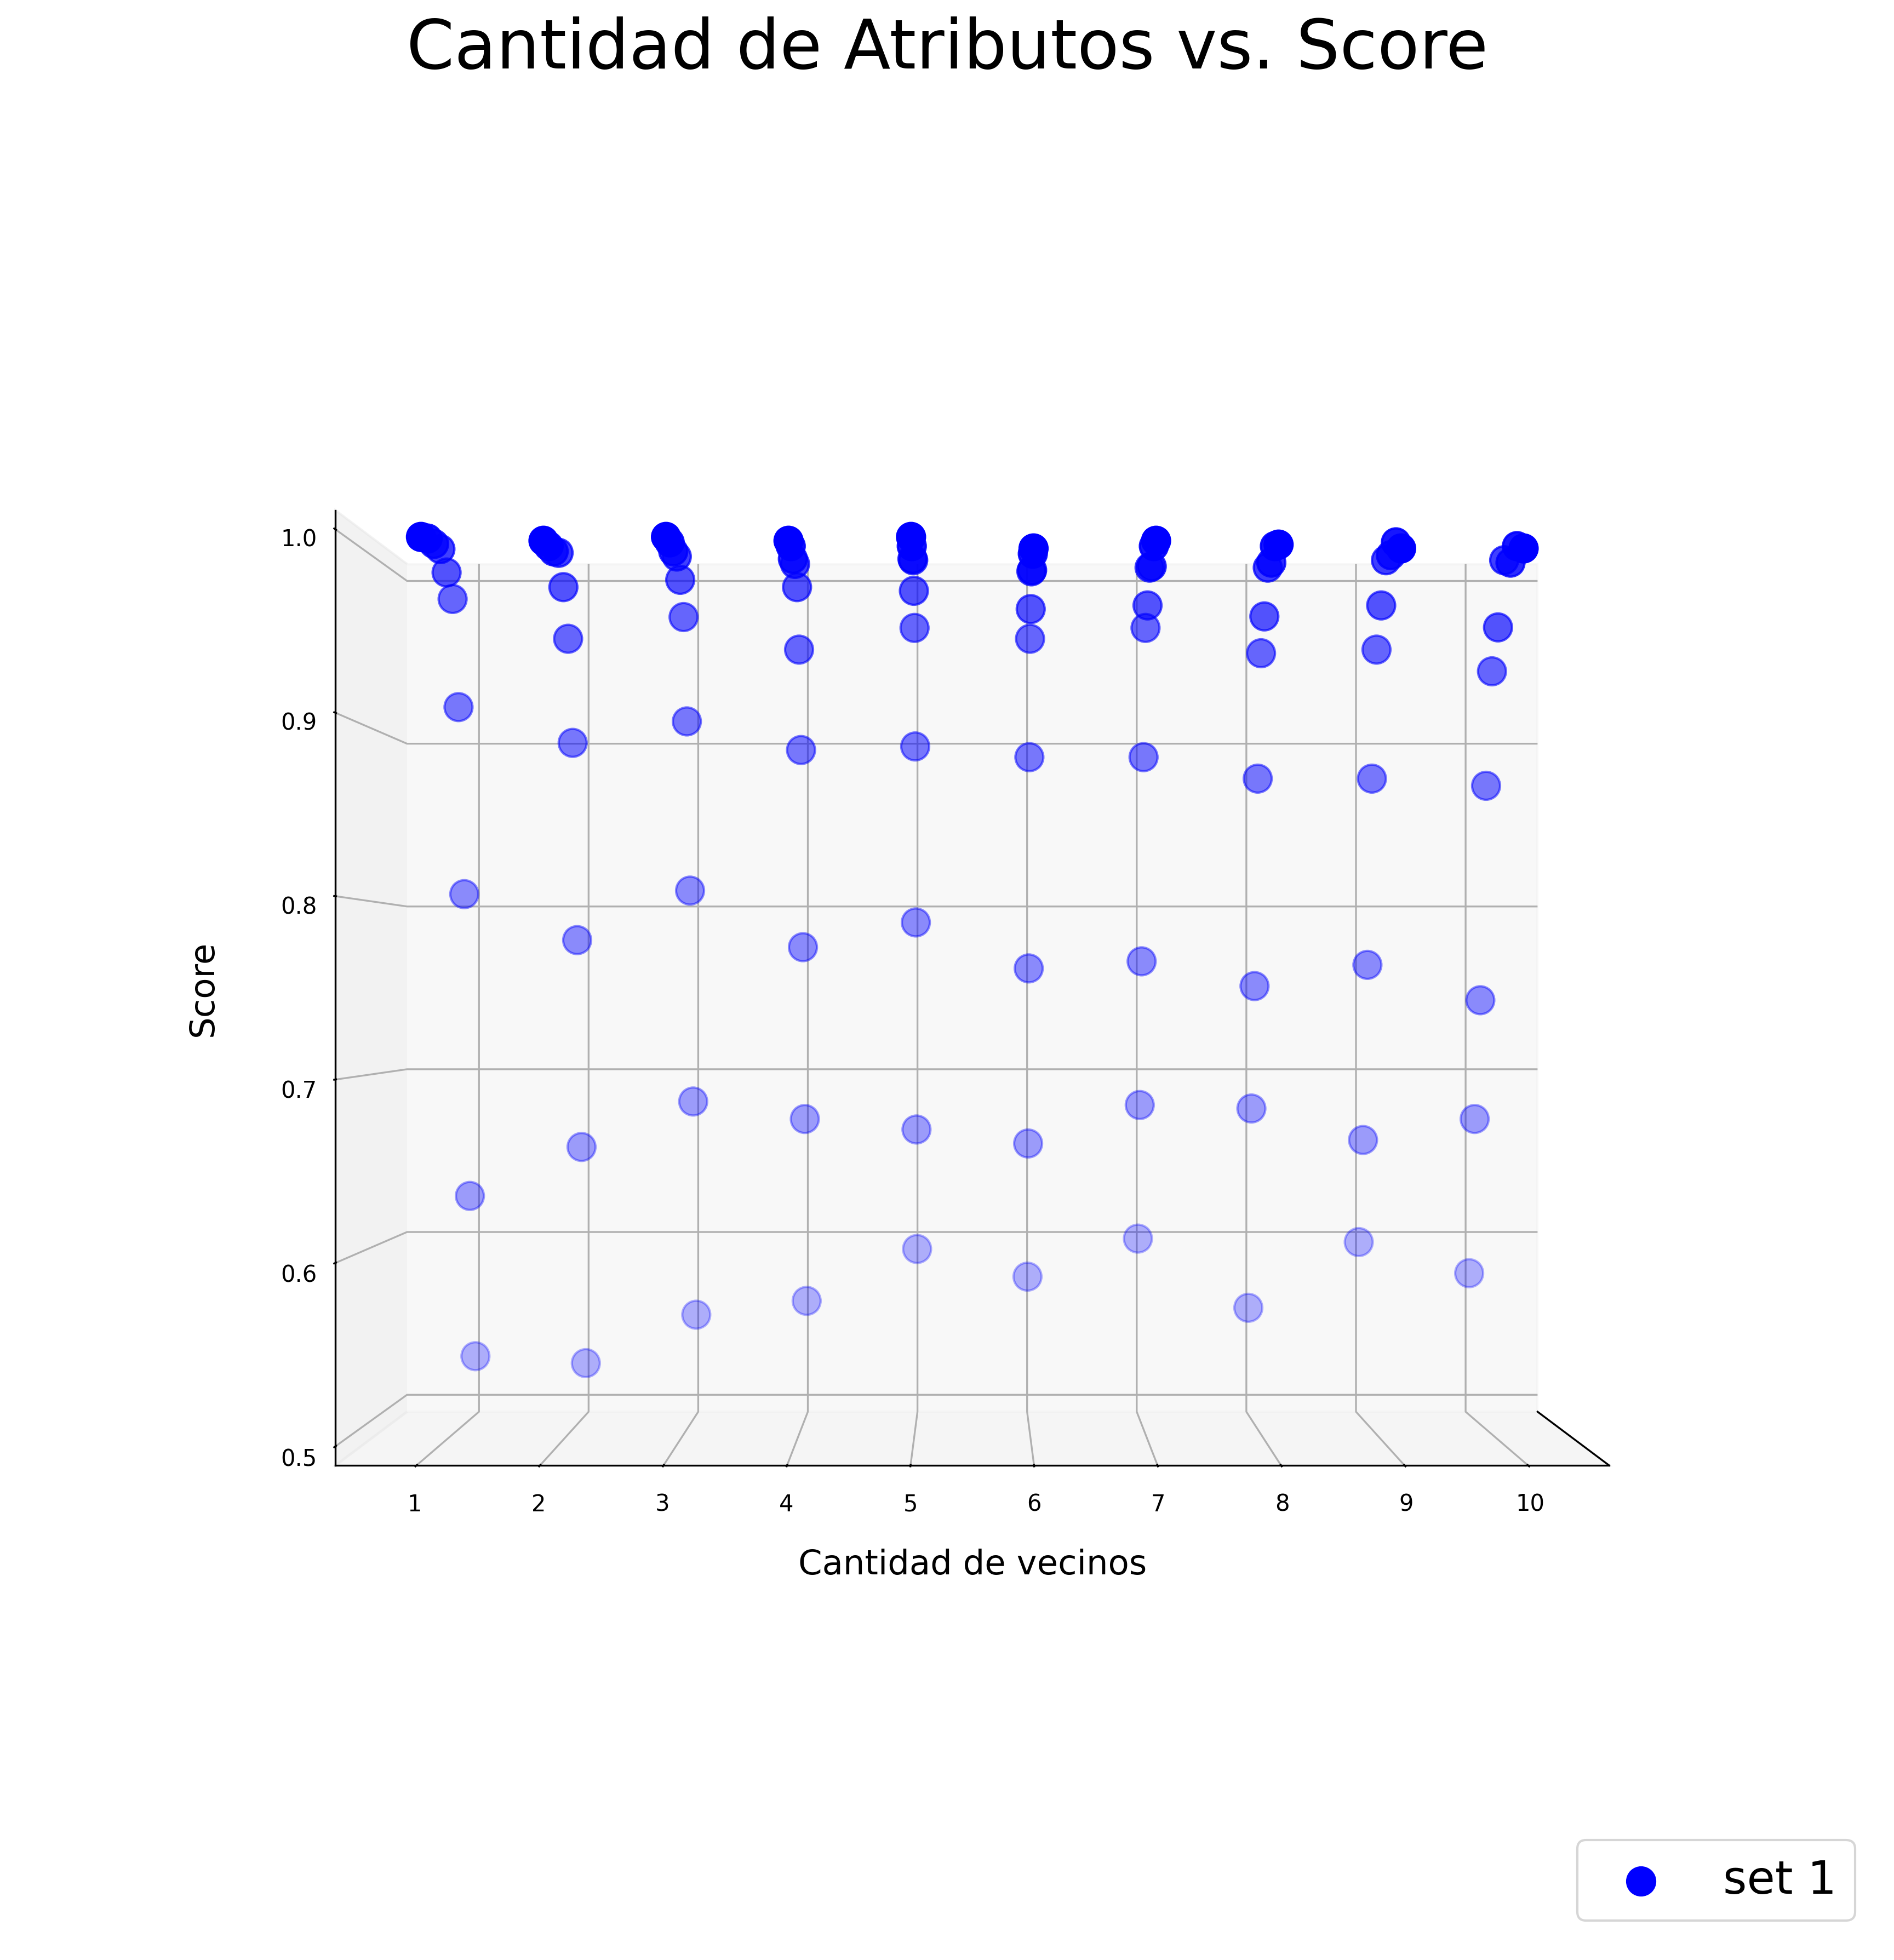 Cantidad de Atributos vs. Score
1.0
0.9
0.8
0.7
0.6
0.5
Score
1 2 3 4 5 6 7 8 9 10
Cantidad de vecinos
set 1